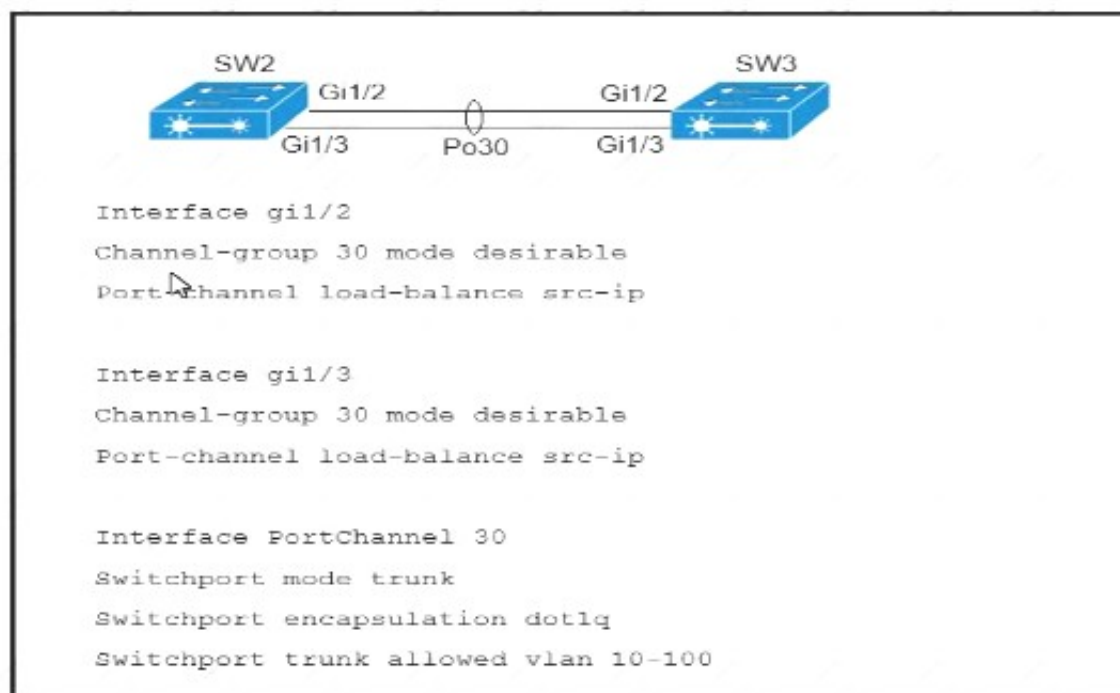 SW2 SW3
Gi1/2 Gi1/2
Gi1/3 Po30 Gi1/3
Interface gi1/2
Channel-group 30 mode desirable
Port-channel load-balance src-ip
Interface gi1/3
Channel-group 30 mode desirable
Port-channel load-balance src-ip
Interface PortChannel 30
Switchport mode trunk
Switchport encapsulation dot1q
Switchport trunk allowed vlan 10-100